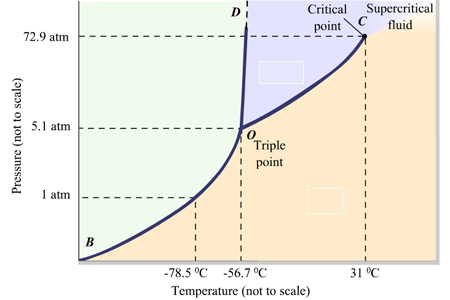 D
Critical
point
C
Supercritical
fluid
72.9 atm
Pressure (not to scale)
5.1 atm
O
Triple
point
1 atm
B
-78.5 ⁰C
-56.7 ⁰C
31 ⁰C
Temperature (not to scale)